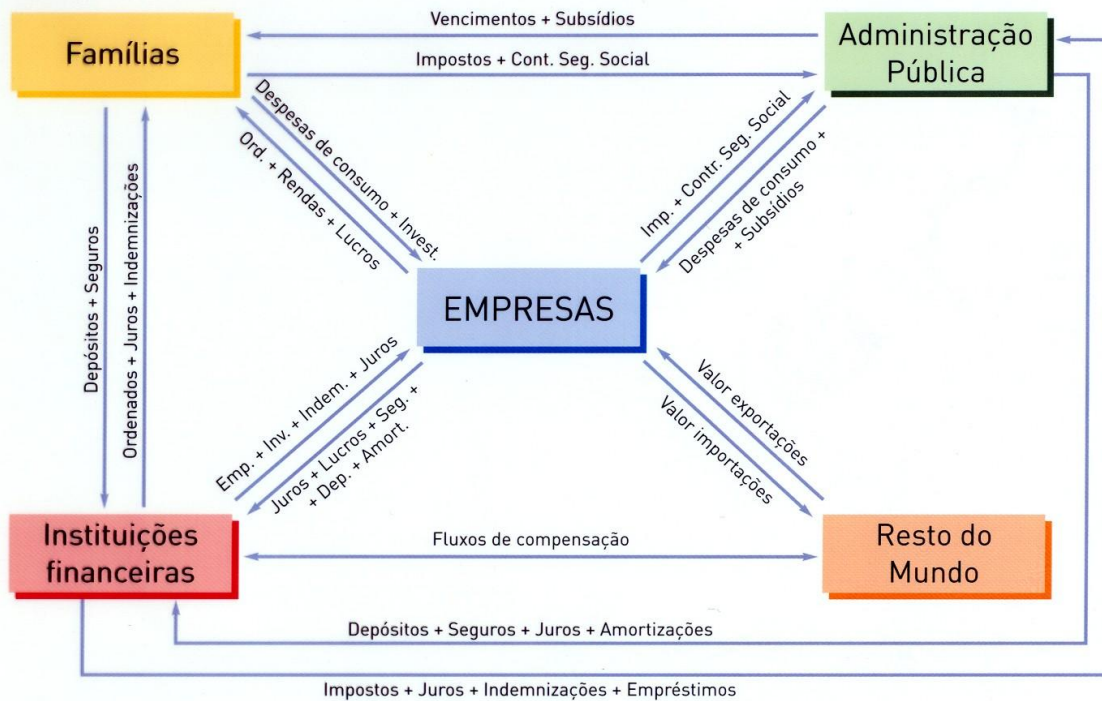 Vencimentos + Subsídios
Famílias
Administração
Pública
Impostos + Cont. Seg. Social
Despesas de consumo + Invest.
Ord. + Rendas + Lucros
Imp. + Contr. Seg. Social
Despesas de consumo +
+ Subsídios
Depósitos + Seguros
Ordenados + Juros + Indemnizações
EMPRESAS
Emp. + Inv. + Indem. + Juros
Juros + Lucros + Seg. +
+ Dep. + Amort.
Valor exportações
Valor importações
Instituições
financeiras
Fluxos de compensação
Resto do
Mundo
Depósitos + Seguros + Juros + Amortizações
Impostos + Juros + Indemnizações + Empréstimos